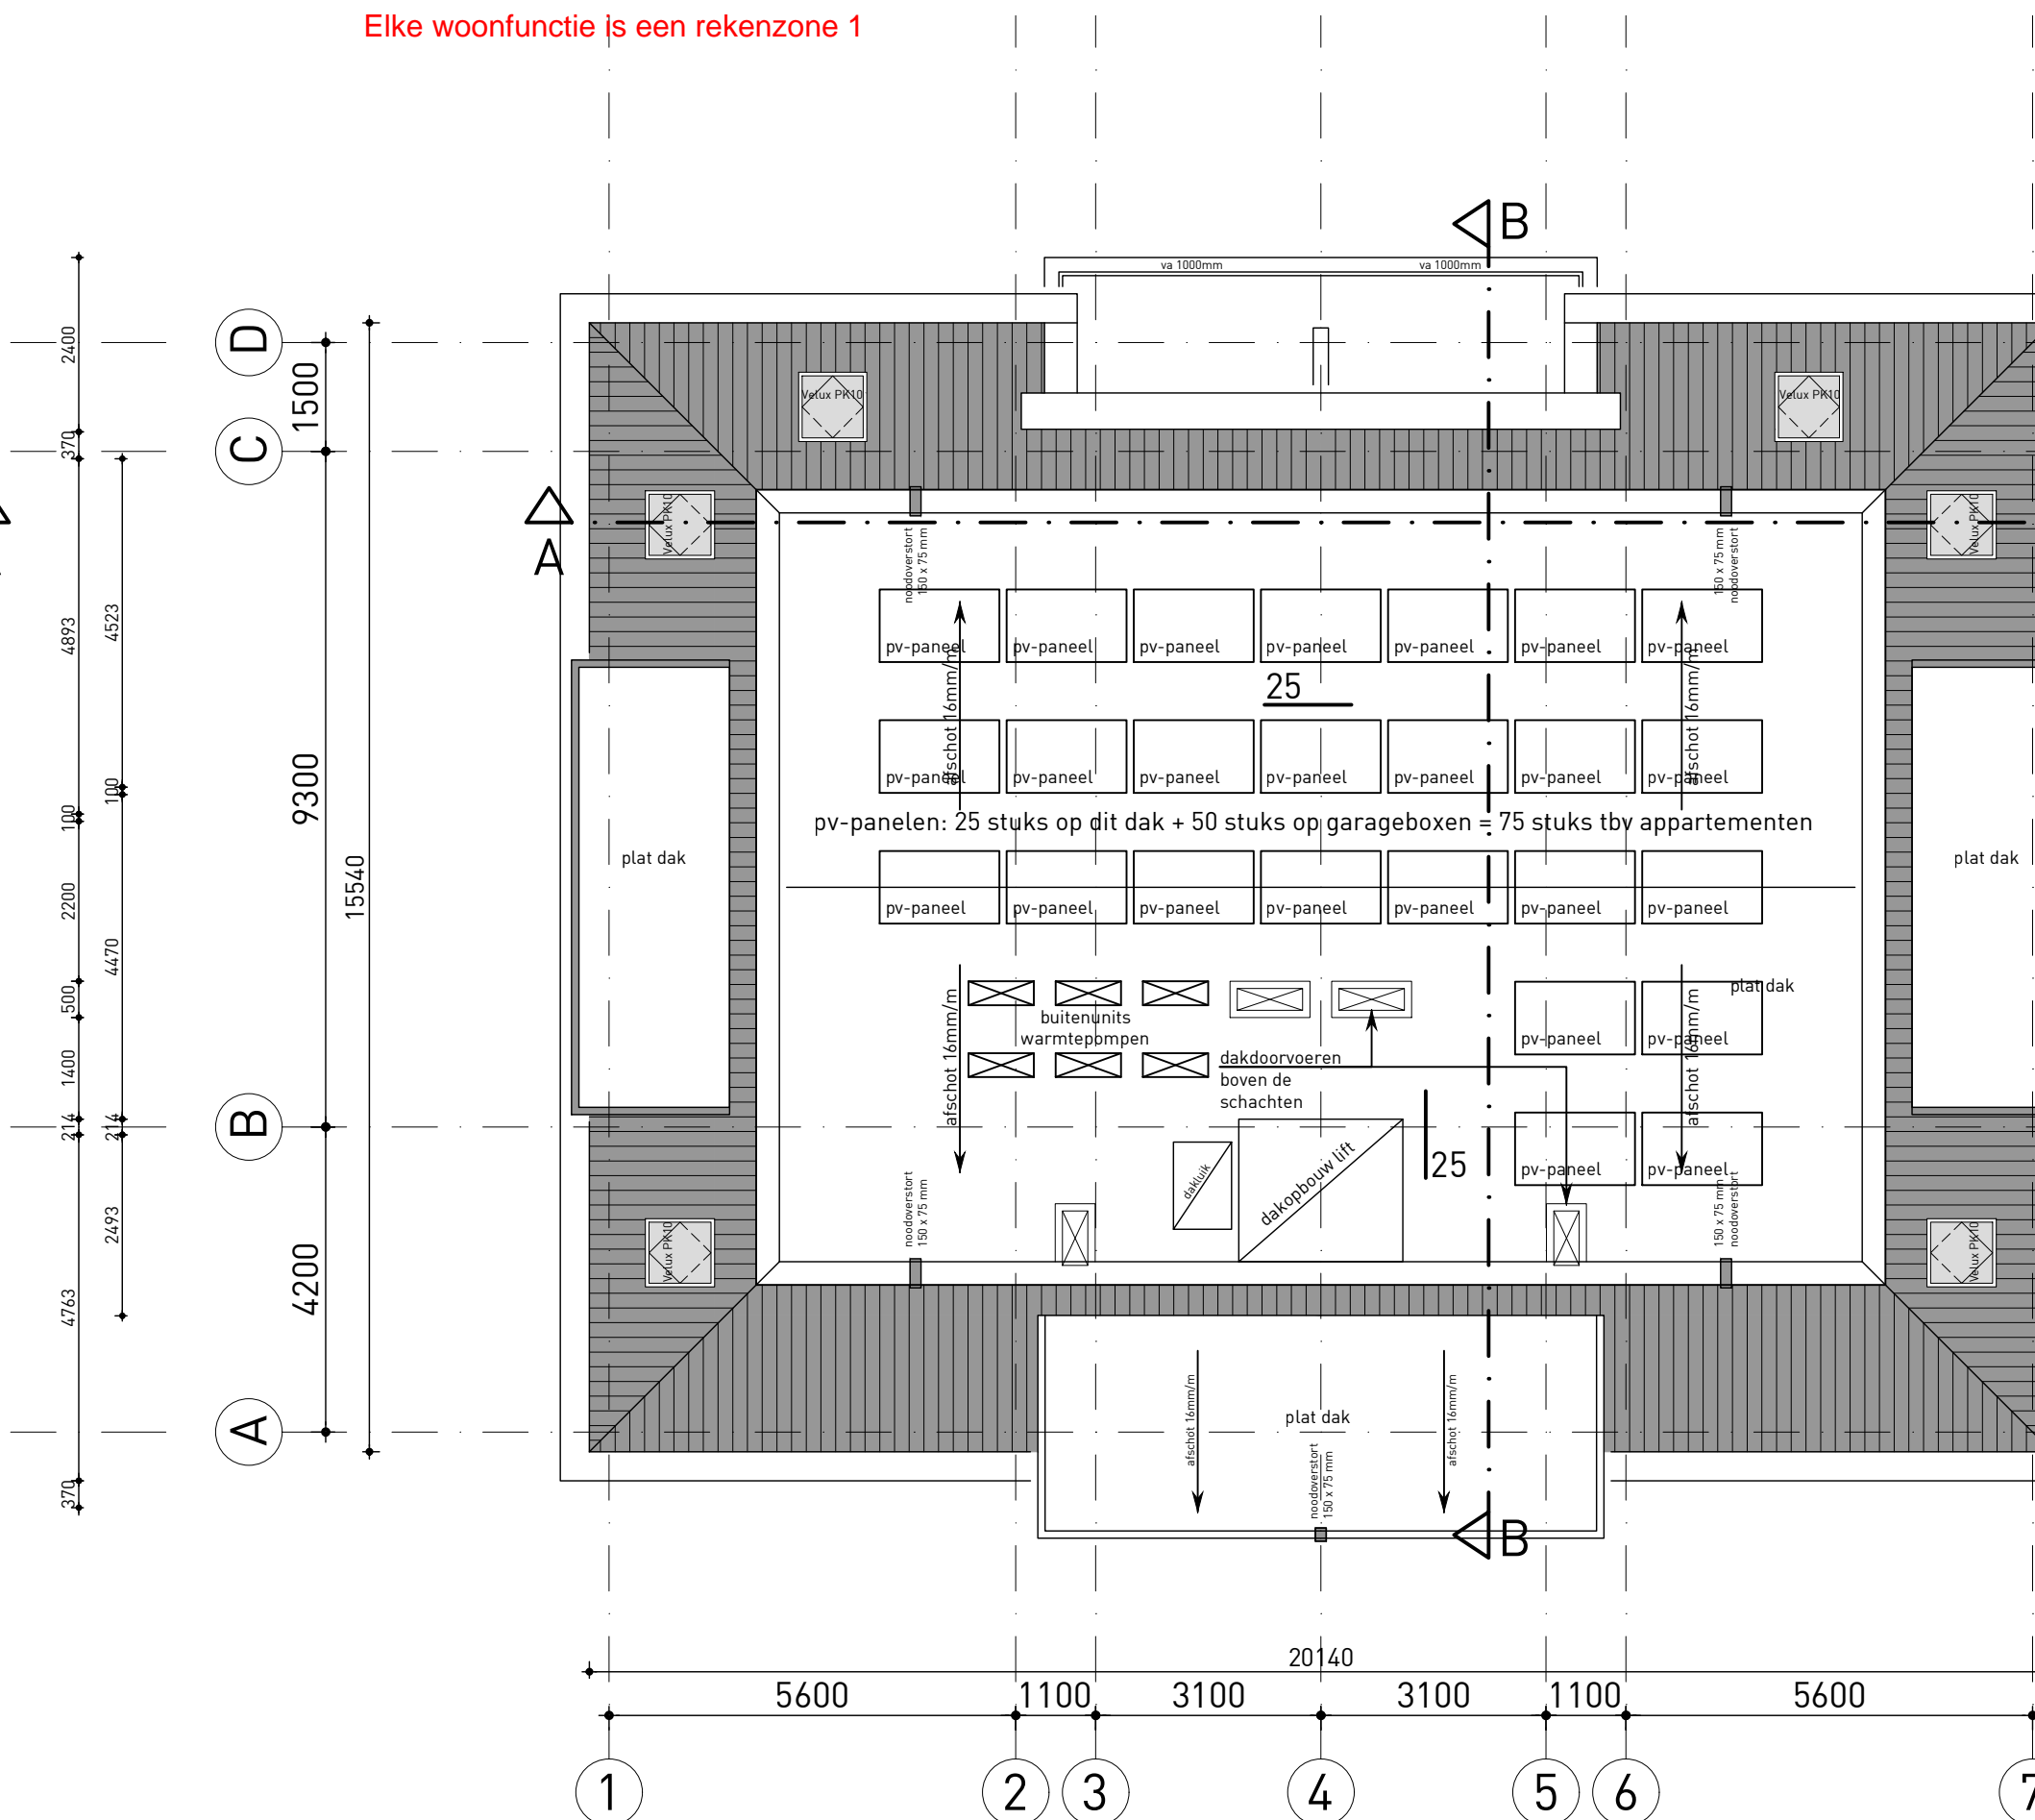 Elke woonfunctie is een rekenzone 1
B
va 1000mm
va 1000mm
D
C
B
A
2400
370
4893
100
2200
500
1400
214
4763
370
4523
100
4470
214
2493
1500
9300
4200
15540
Velux PK10
Velux PK10
Velux PK10
Velux PK10
A
noodoverstort
150 x 75 mm
150 x 75 mm
noodoverstort
pv-paneel
pv-paneel
pv-paneel
pv-paneel
pv-paneel
pv-paneel
pv-paneel
afschot 16mm/m
afschot 16mm/m
25
pv-paneel
pv-paneel
pv-paneel
pv-paneel
pv-paneel
pv-paneel
pv-paneel
pv-panelen: 25 stuks op dit dak + 50 stuks op garageboxen = 75 stuks tbv appartementen
plat dak
plat dak
pv-paneel
pv-paneel
pv-paneel
pv-paneel
pv-paneel
pv-paneel
pv-paneel
plat dak
buitenunits
warmtepompen
afschot 16mm/m
afschot 16mm/m
pv-paneel
pv-paneel
dakdoorvoeren
boven de
schachten
25
pv-paneel
pv-paneel
dakluik
dakopbouw lift
noodoverstort
150 x 75 mm
150 x 75 mm
noodoverstort
Velux PK10
Velux PK10
afschot 16mm/m
plat dak
afschot 16mm/m
noodoverstort
150 x 75 mm
B
20140
5600
1100
3100
3100
1100
5600
1
2
3
4
5
6
7